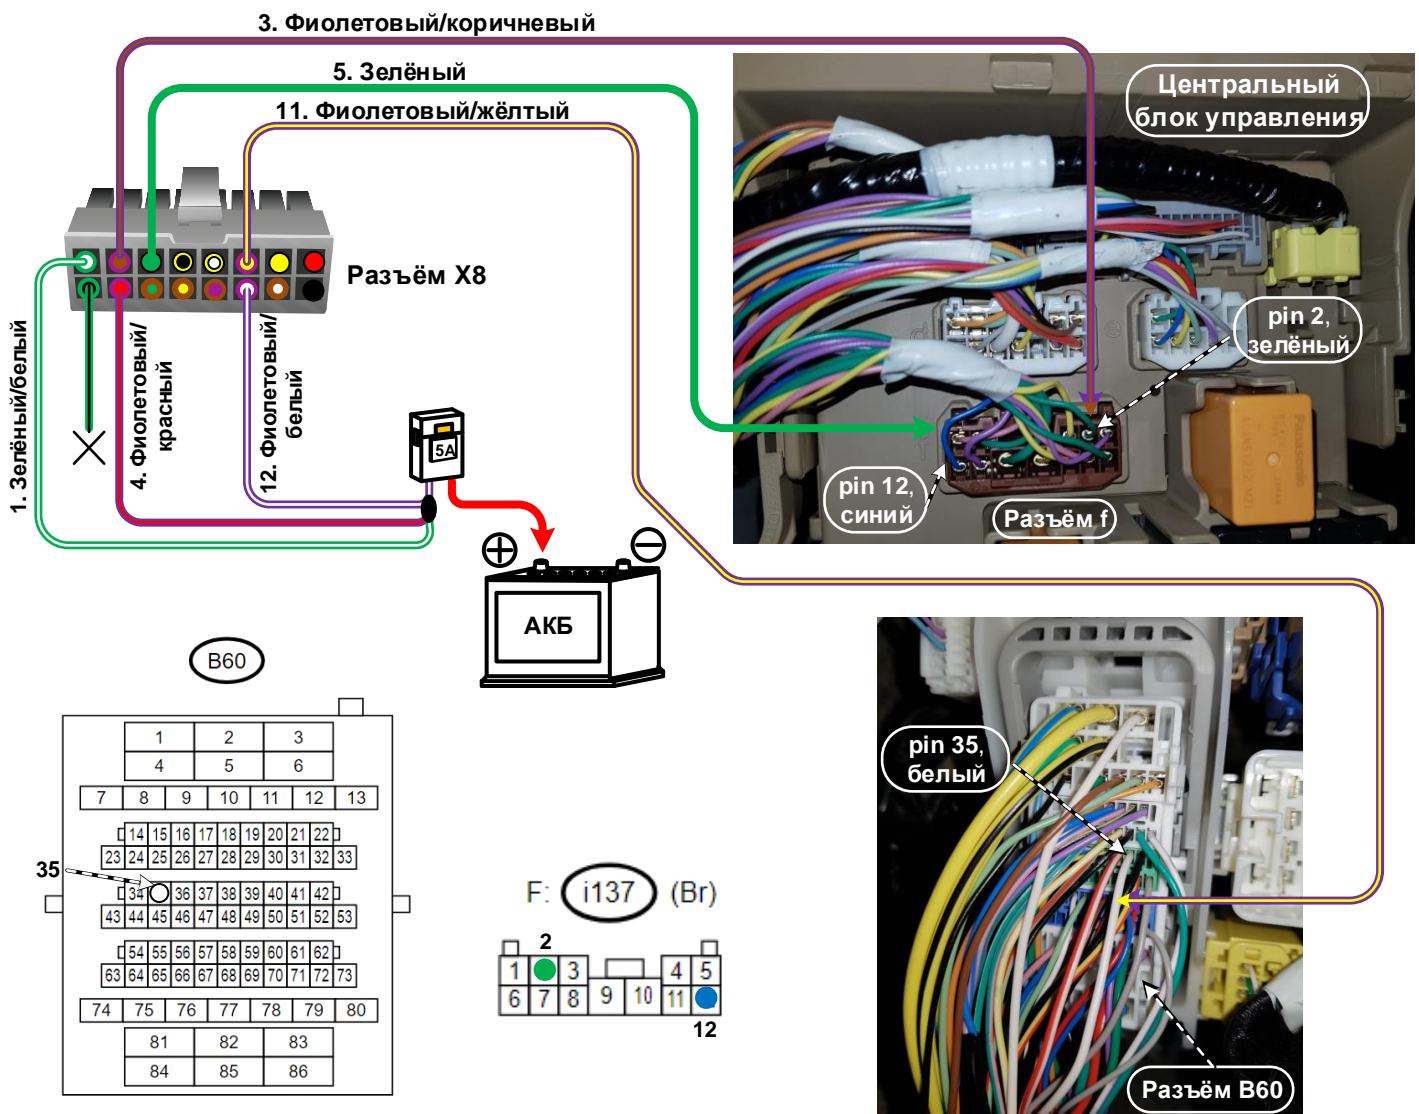 3. Фиолетовый/коричневый
5. Зелёный
11. Фиолетовый/жёлтый
Центральный
блок управления
Разъём X8
pin 2,
зелёный
1. Зелёный/белый
4. Фиолетовый/
красный
12. Фиолетовый/
белый
5A
pin 12,
синий
Разъём f
Panasonic
АКБ
B60
1 2 3
4 5 6
7 8 9 10 11 12 13
14 15 16 17 18 19 20 21 22
23 24 25 26 27 28 29 30 31 32 33
35
34 36 37 38 39 40 41 42
43 44 45 46 47 48 49 50 51 52 53
54 55 56 57 58 59 60 61 62
63 64 65 66 67 68 69 70 71 72 73
74 75 76 77 78 79 80
81 82 83
84 85 86
F: i137 (Br)
2
1 3 4 5
6 7 8 9 10 11
12
pin 35,
белый
Разъём B60